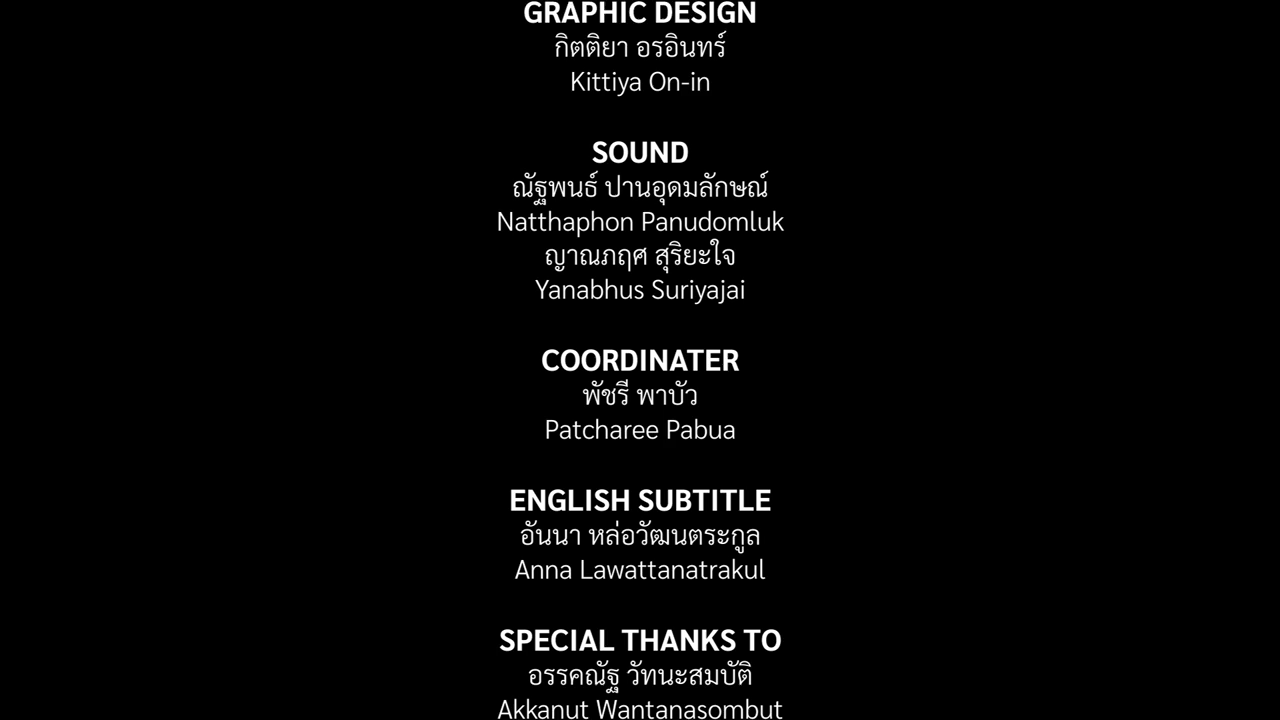 GRAPHIC DESIGN
กิตติยา อรอินทร์
Kittiya On-in
SOUND
ณัฐพนธ์ ปานอุดมลักษณ์
Natthaphon Panudomluk
ญาณภฤศ สุริยะใจ
Yanabhus Suriyajai
COORDINATER
พัชรี พาบัว
Patcharee Pabua
ENGLISH SUBTITLE
อันนา หล่อวัฒนตระกูล
Anna Lawattanatrakul
SPECIAL THANKS TO
อรรคณัฐ วัทนะสมบัติ
Akkanut Wantanasombut